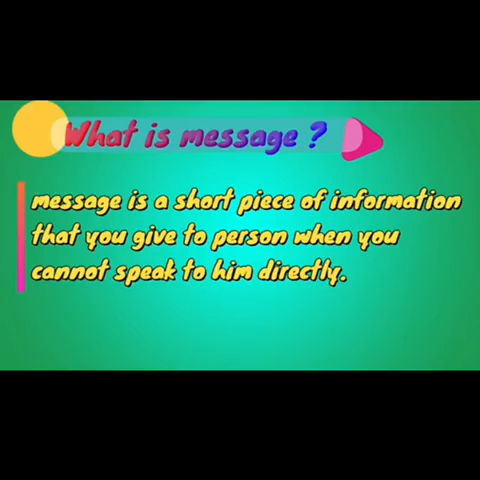 What is message ?
message is a short piece of information
that you give to person when you
cannot speak to him directly.